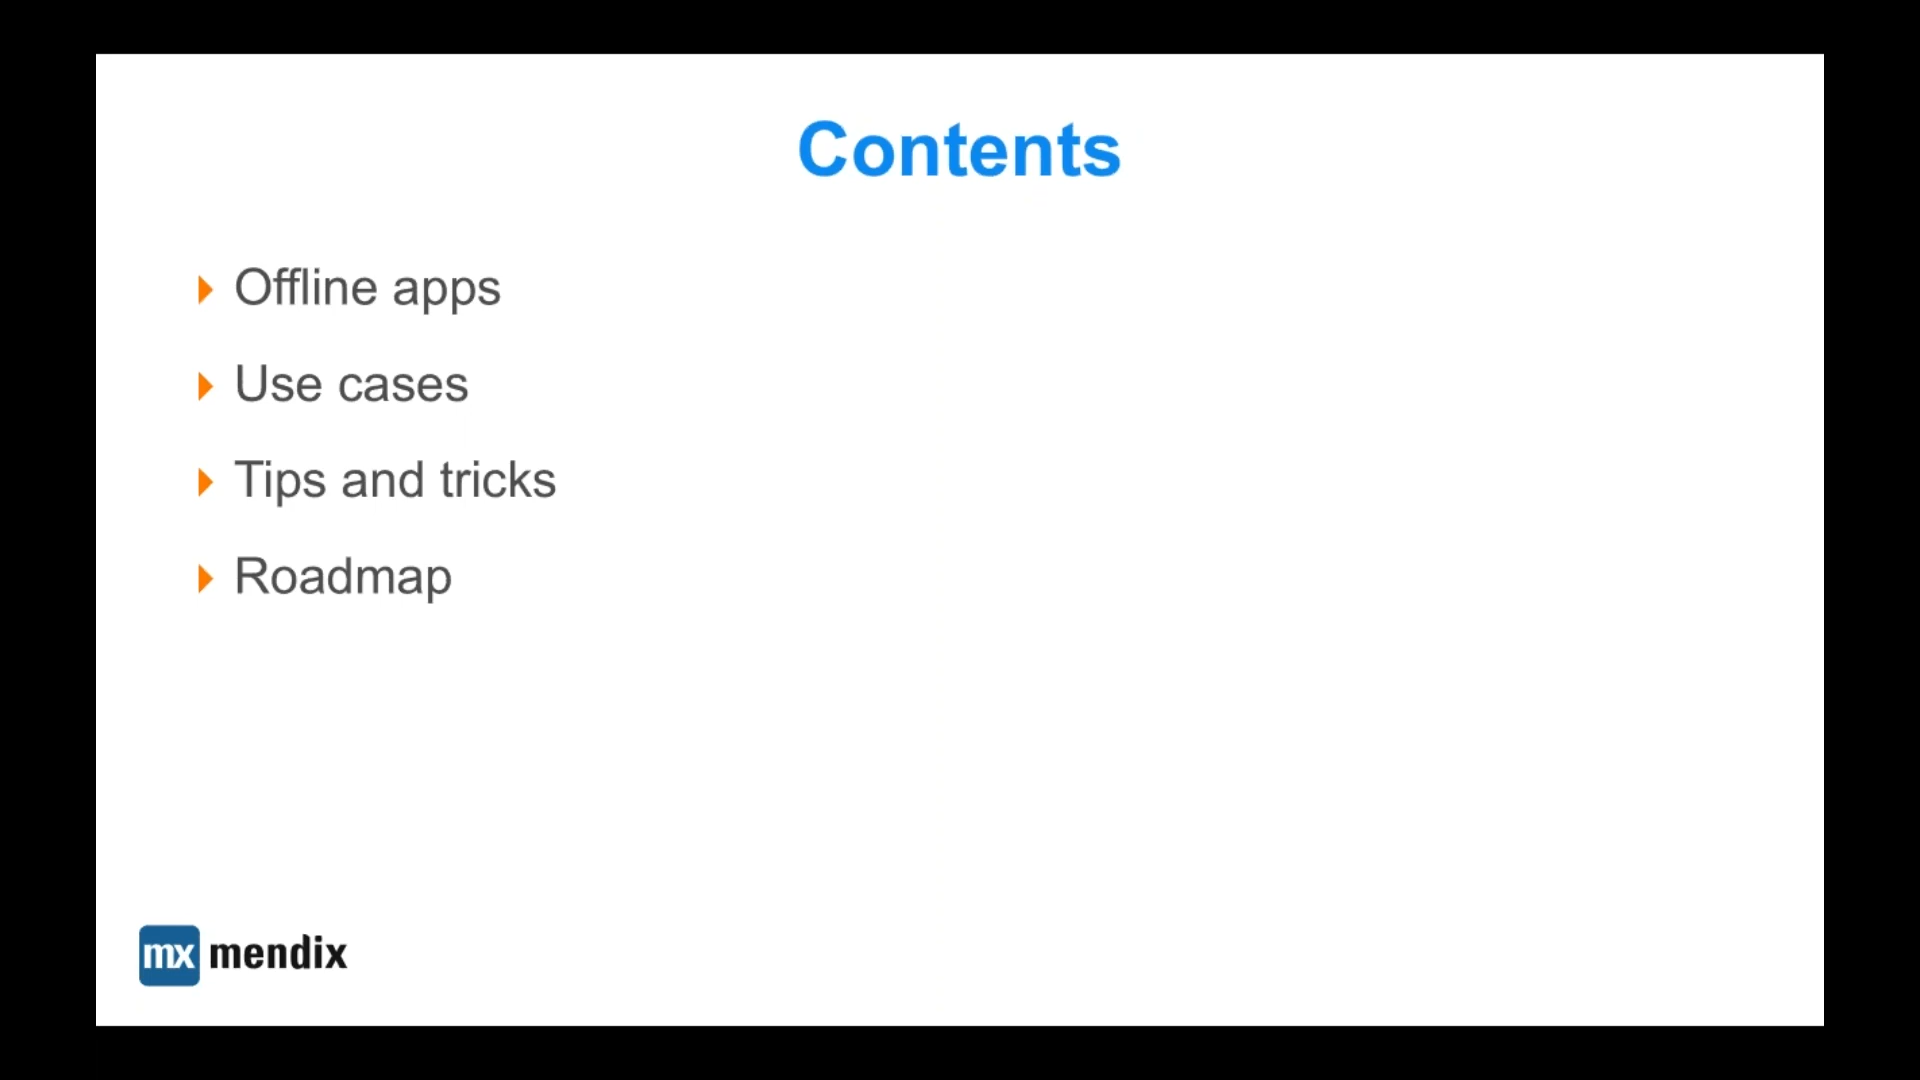 Contents
Offline apps
Use cases
Tips and tricks
Roadmap
mx mendix